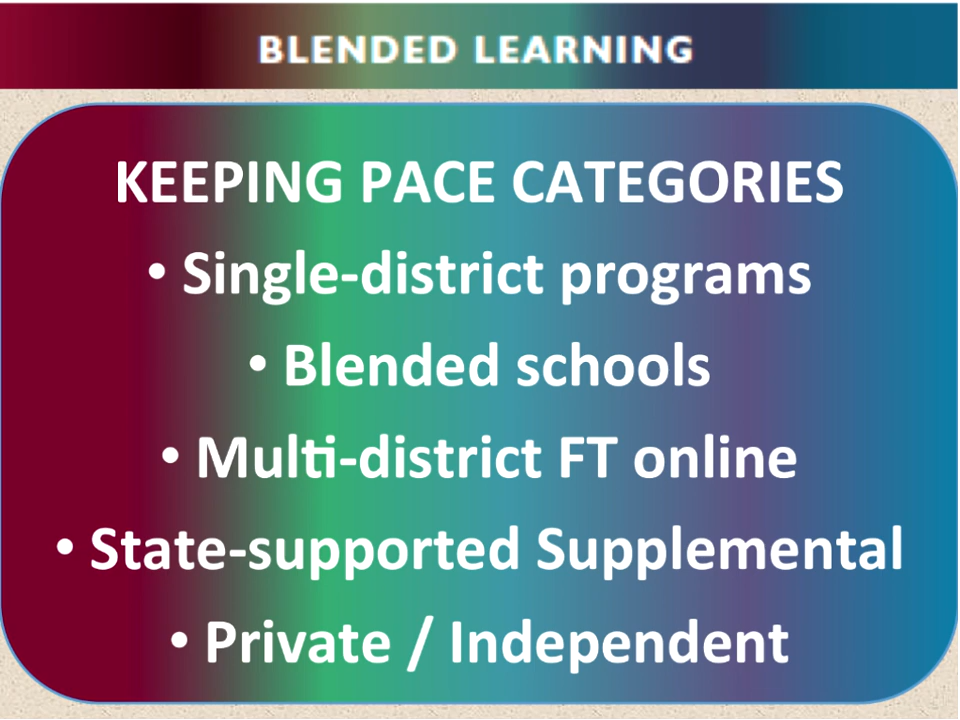 BLENDED LEARNING
KEEPING PACE CATEGORIES
• Single-district programs
• Blended schools
• Multi-district FT online
• State-supported Supplemental
• Private / Independent